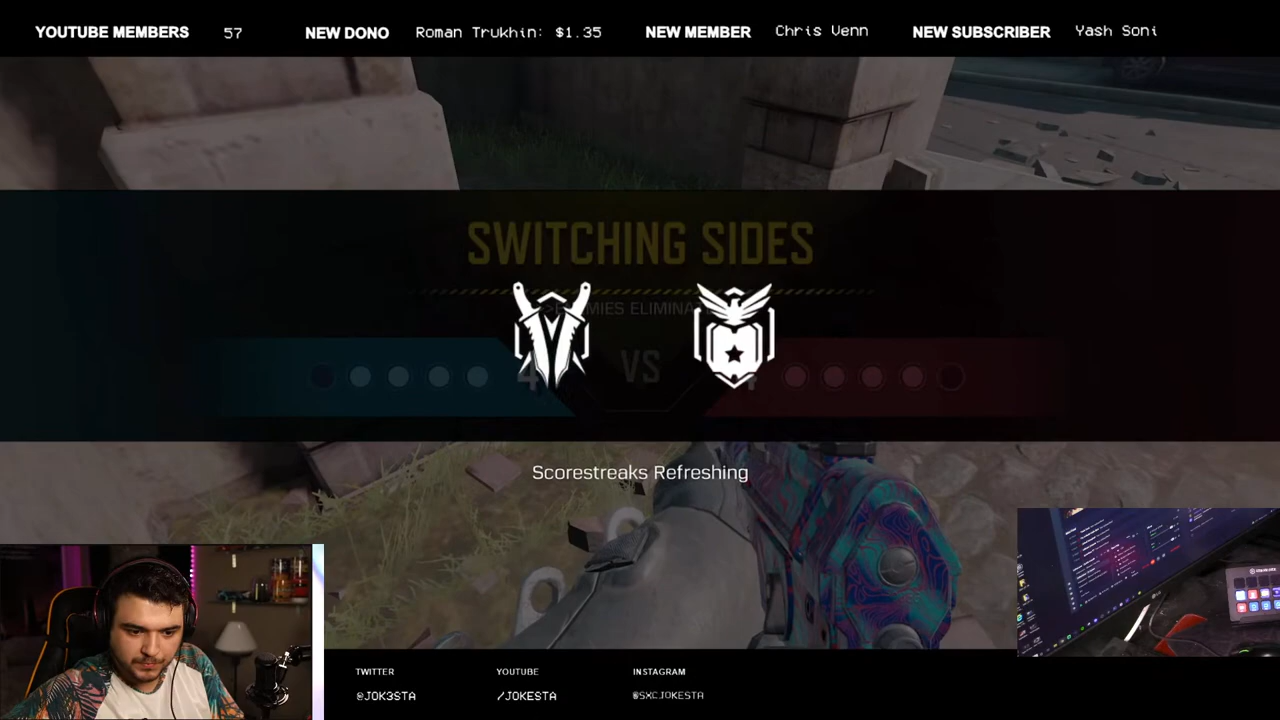 YOUTUBE MEMBERS 57 NEW DONO Roman Trukhin: $1.35 NEW MEMBER Chris Venn NEW SUBSCRIBER Yash Soni
SWITCHING SIDES
VS
Scorestreaks Refreshing
TWITTER YOUTUBE INSTAGRAM
@JOK3STA /JOKESTA @SXCJOKESTA